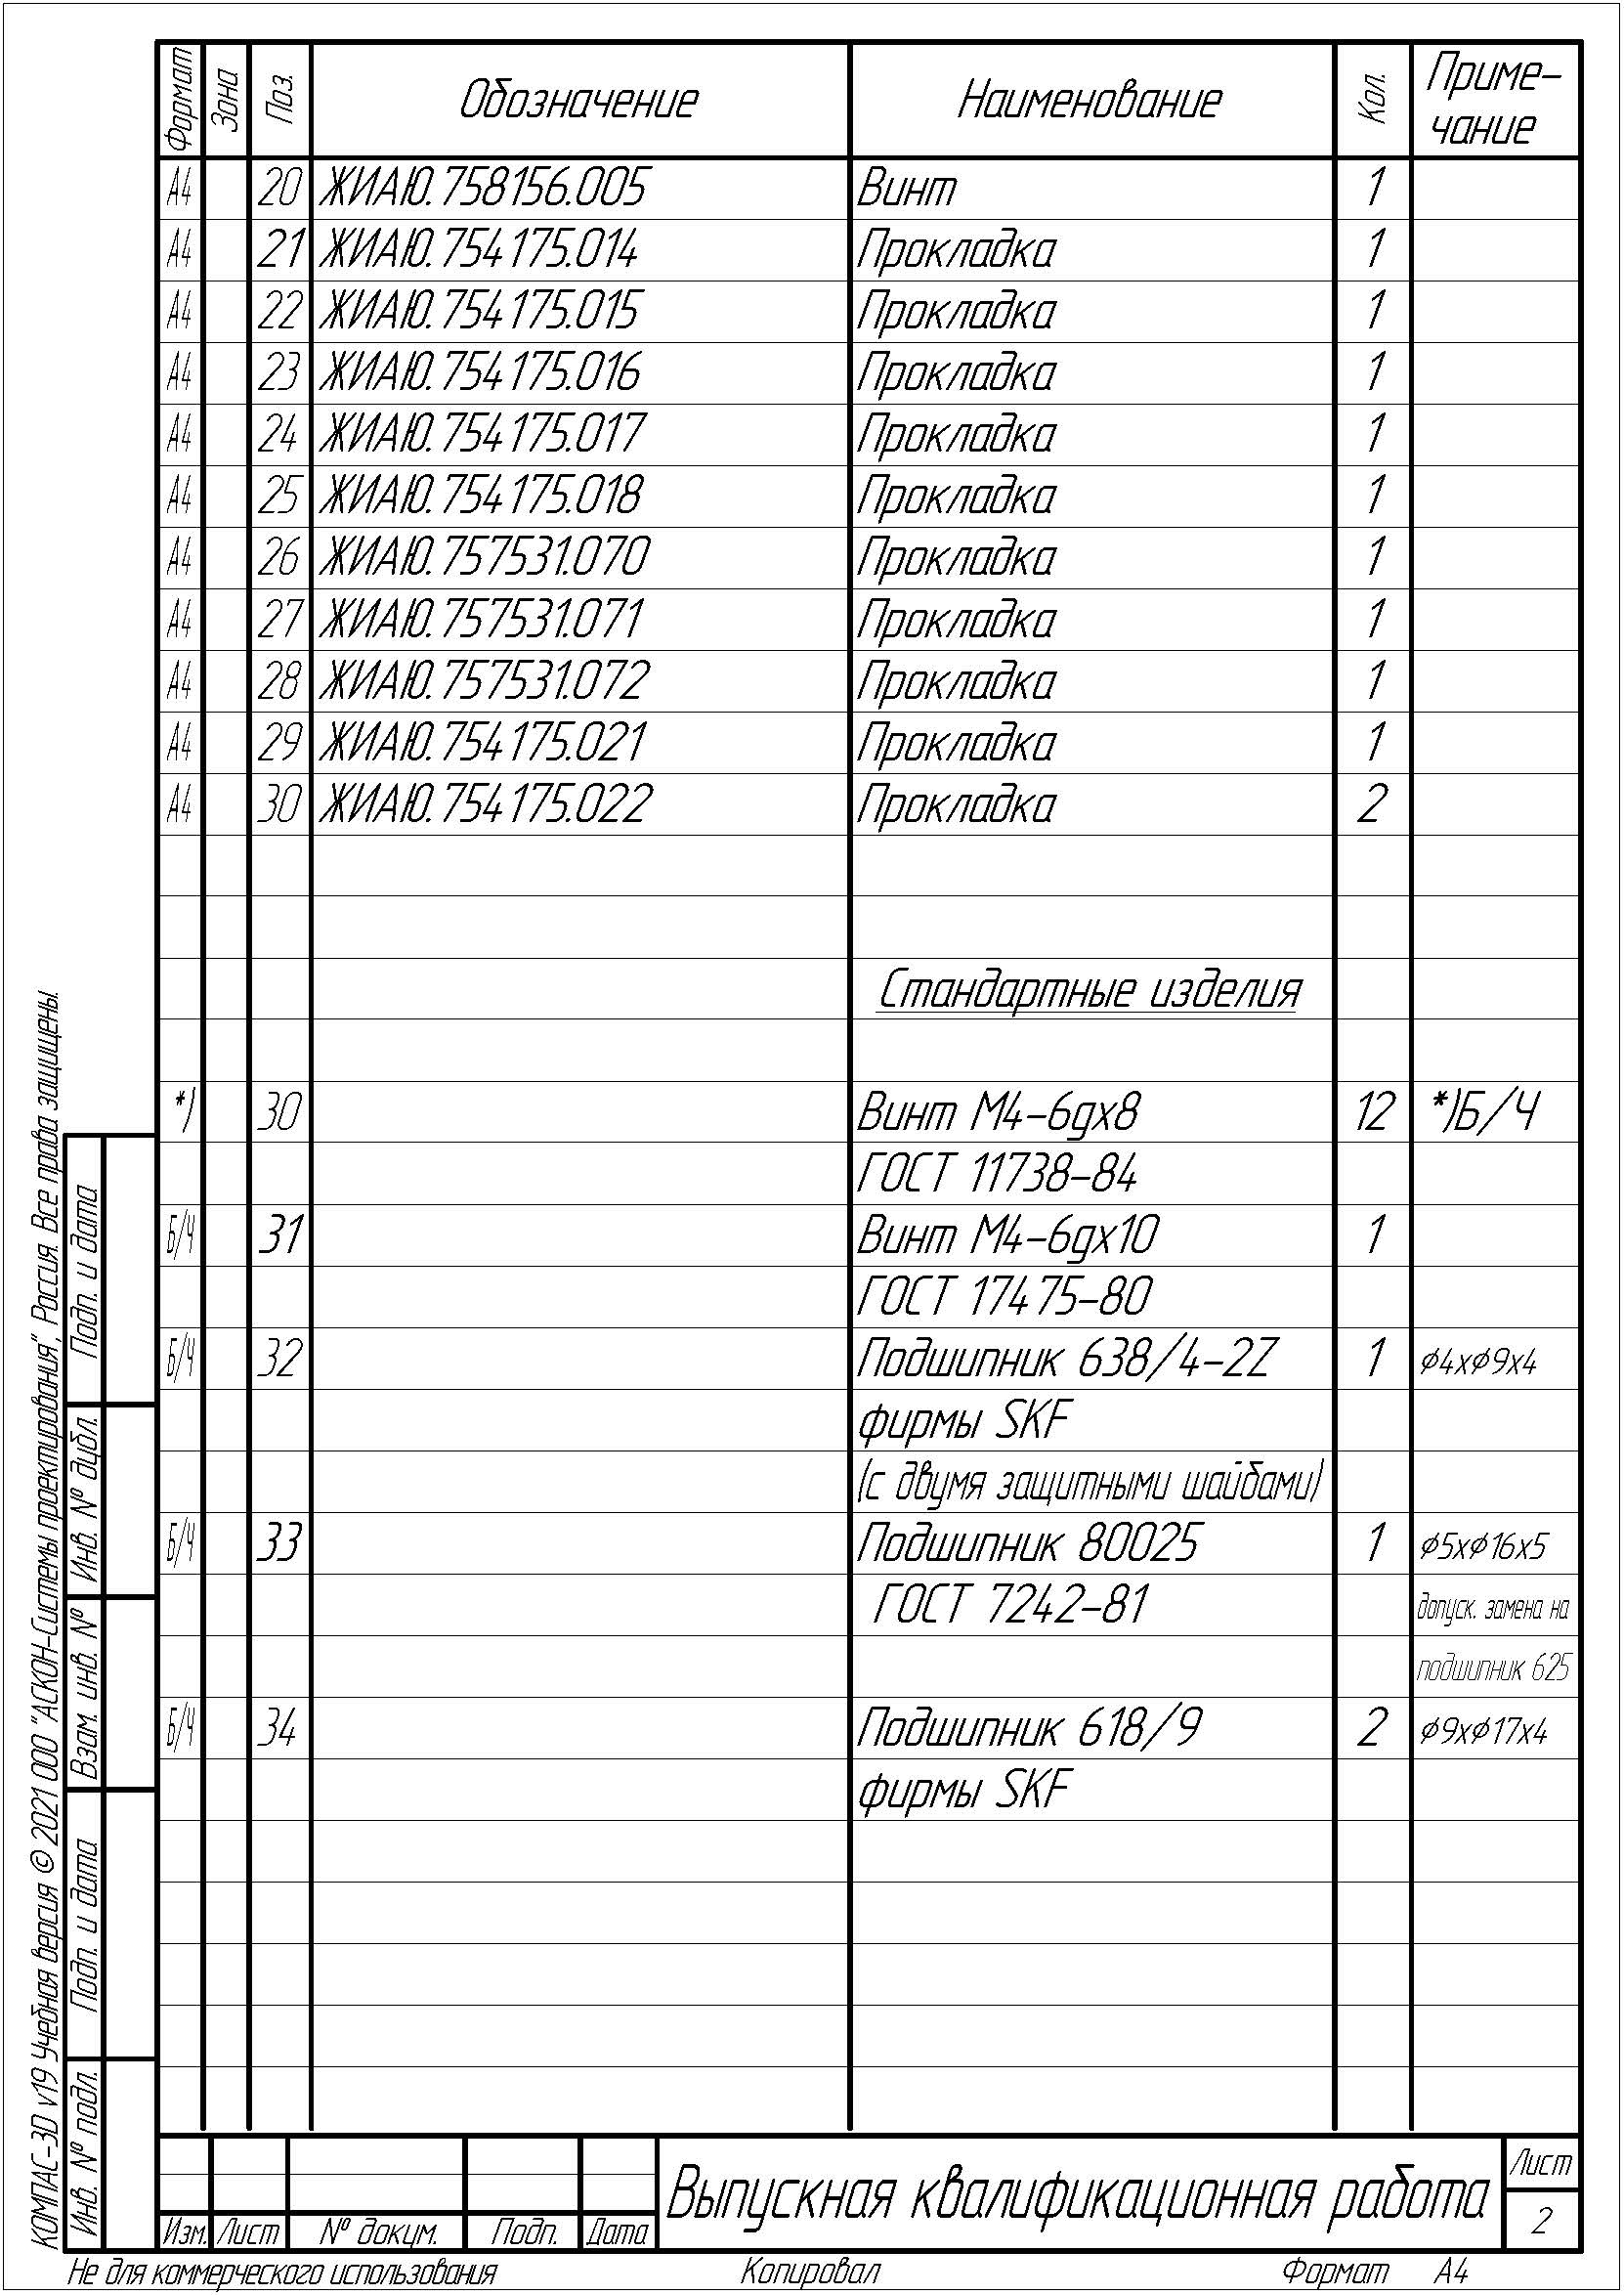 Формат Зона Поз. Обозначение Наименование Кол. Приме-
чание
А4 20 ЖИАЮ.758156.005 Винт 1
А4 21 ЖИАЮ.754175.014 Прокладка 1
А4 22 ЖИАЮ.754175.015 Прокладка 1
А4 23 ЖИАЮ.754175.016 Прокладка 1
А4 24 ЖИАЮ.754175.017 Прокладка 1
А4 25 ЖИАЮ.754175.018 Прокладка 1
А4 26 ЖИАЮ.757531.070 Прокладка 1
А4 27 ЖИАЮ.757531.071 Прокладка 1
А4 28 ЖИАЮ.757531.072 Прокладка 1
А4 29 ЖИАЮ.754175.021 Прокладка 1
А4 30 ЖИАЮ.754175.022 Прокладка 2
Стандартные изделия
*) 30 Винт М4-6gx8 12 *)Б/Ч
ГОСТ 11738-84
Б/Ч 31 Винт М4-6gx10 1
ГОСТ 17475-80
Б/Ч 32 Подшипник 638/4-2Z 1 ϕ4xϕ9x4
фирмы SKF
(с двумя защитными шайбами)
Б/Ч 33 Подшипник 80025 1 ϕ5xϕ16x5
ГОСТ 7242-81 допуск. замена на
подшипник 625
Б/Ч 34 Подшипник 618/9 2 ϕ9xϕ17x4
фирмы SKF
КОМПАС-3D v19 Учебная версия © 2021 ООО "АСКОН-Системы проектирования", Россия. Все права защищены.
Подп. и дата
Инв. № дубл.
Взам. инв. №
Подп. и дата
Инв. № подл.
Изм. Лист № докум. Подп. Дата
Выпускная квалификационная работа
Лист
2
Не для коммерческого использования Копировал Формат А4